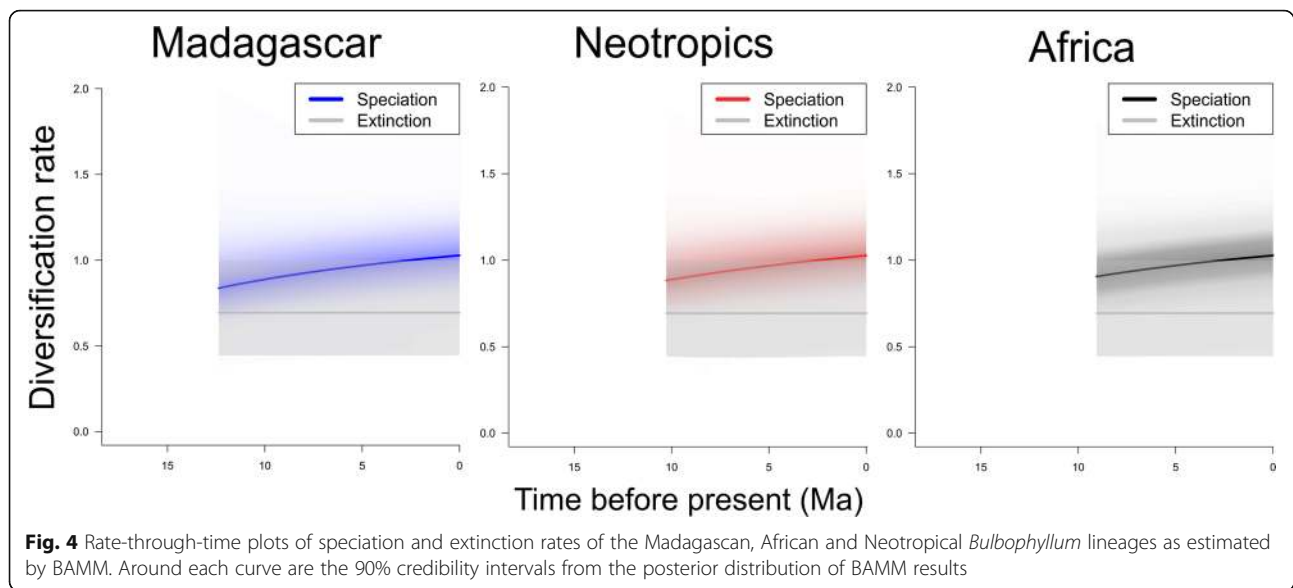 Madagascar
Neotropics
Africa
Diversification rate
2.0
1.5
1.0
0.5
0.0
15
10
5
0
Speciation
Extinction
2.0
1.5
1.0
0.5
0.0
15
10
5
0
Speciation
Extinction
2.0
1.5
1.0
0.5
0.0
15
10
5
0
Speciation
Extinction
Time before present (Ma)
Fig. 4 Rate-through-time plots of speciation and extinction rates of the Madagascan, African and Neotropical Bulbophyllum lineages as estimated
by BAMM. Around each curve are the 90% credibility intervals from the posterior distribution of BAMM results